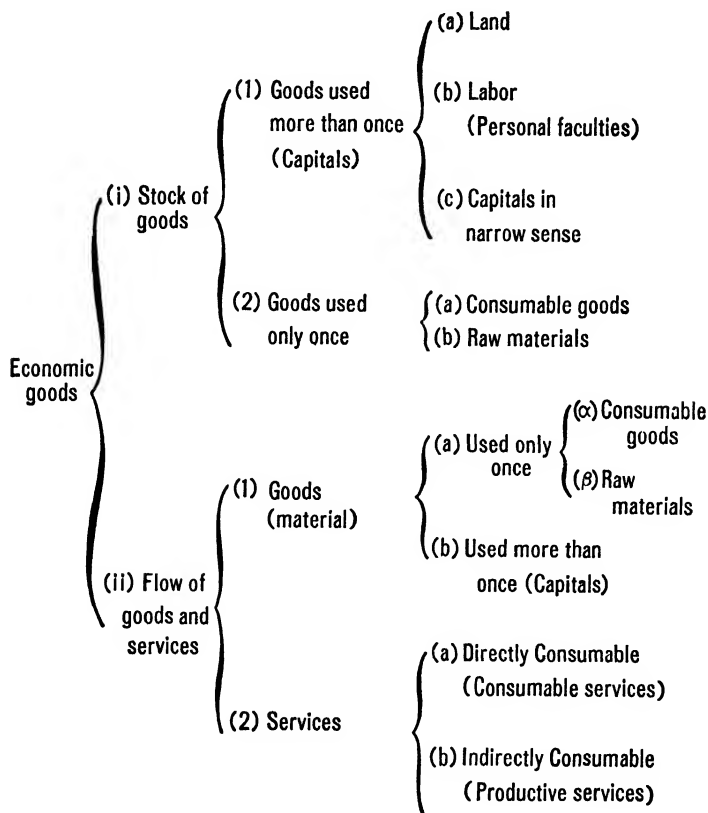 Economic
goods
(i) Stock of
goods
(1) Goods used
more than once
(Capitals)
(a) Land
(b) Labor
(Personal faculties)
(c) Capitals in
narrow sense
(2) Goods used
only once
(a) Consumable goods
(b) Raw materials
(ii) Flow of
goods and
services
(1) Goods
(material)
(a) Used only
once
(α) Consumable
goods
(β) Raw
materials
(b) Used more than
once (Capitals)
(2) Services
(a) Directly Consumable
(Consumable services)
(b) Indirectly Consumable
(Productive services)